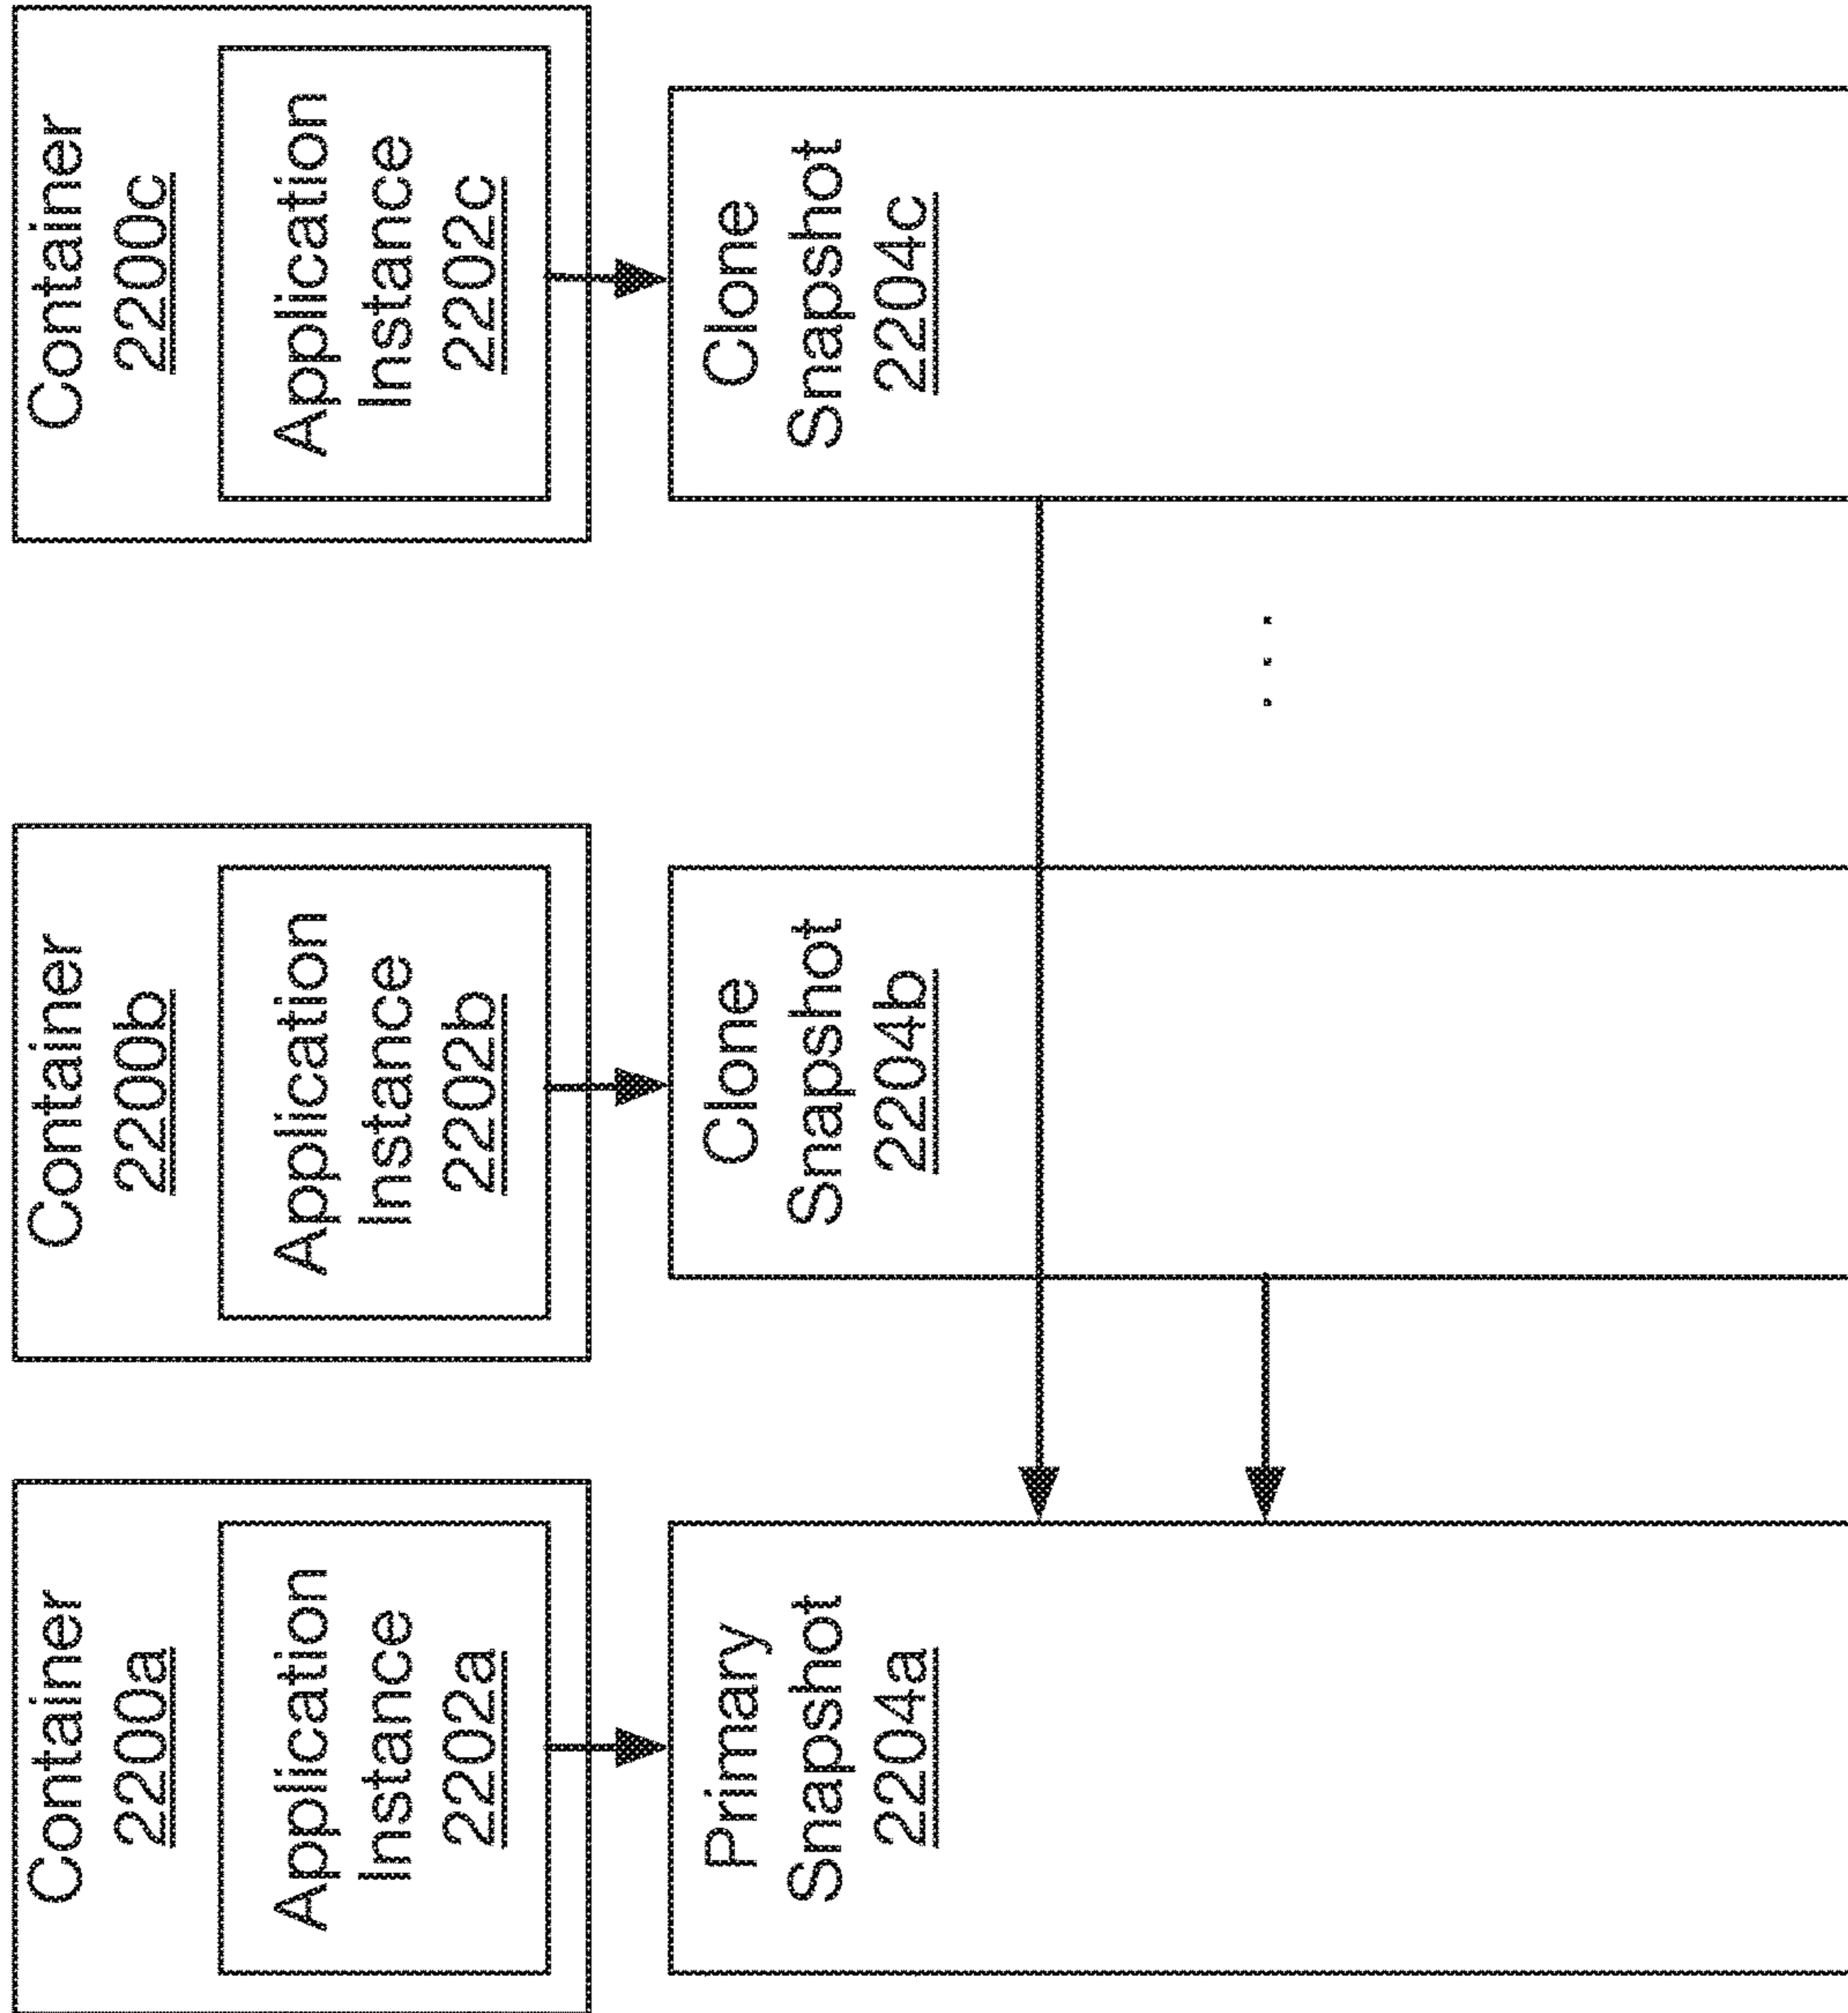 Container
2200a
Application
Instance
2202a
Primary
Snapshot
2204a
Container
2200b
Application
Instance
2202b
Clone
Snapshot
2204b
. . .
Container
2200c
Application
Instance
2202c
Clone
Snapshot
2204c